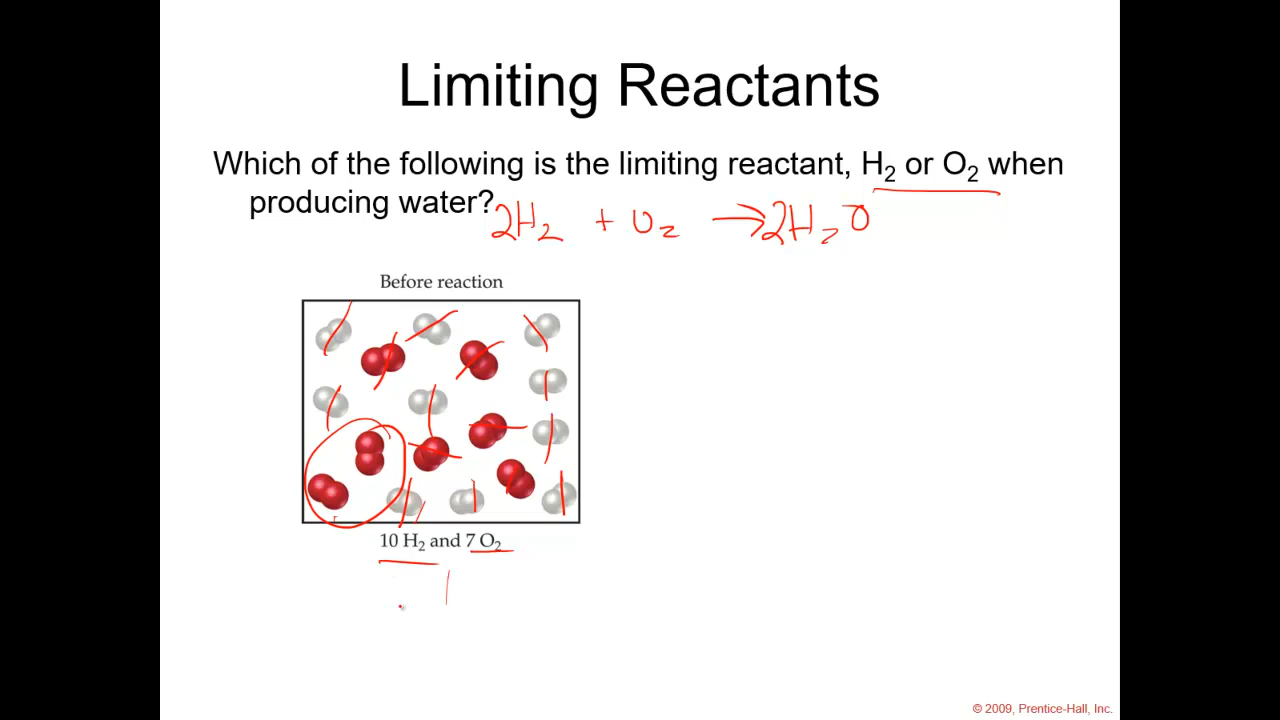 Limiting Reactants
Which of the following is the limiting reactant, H₂ or O₂ when
producing water?
2H₂ + O₂ → 2H₂O
Before reaction
10 H₂ and 7 O₂
© 2009, Prentice-Hall, Inc.